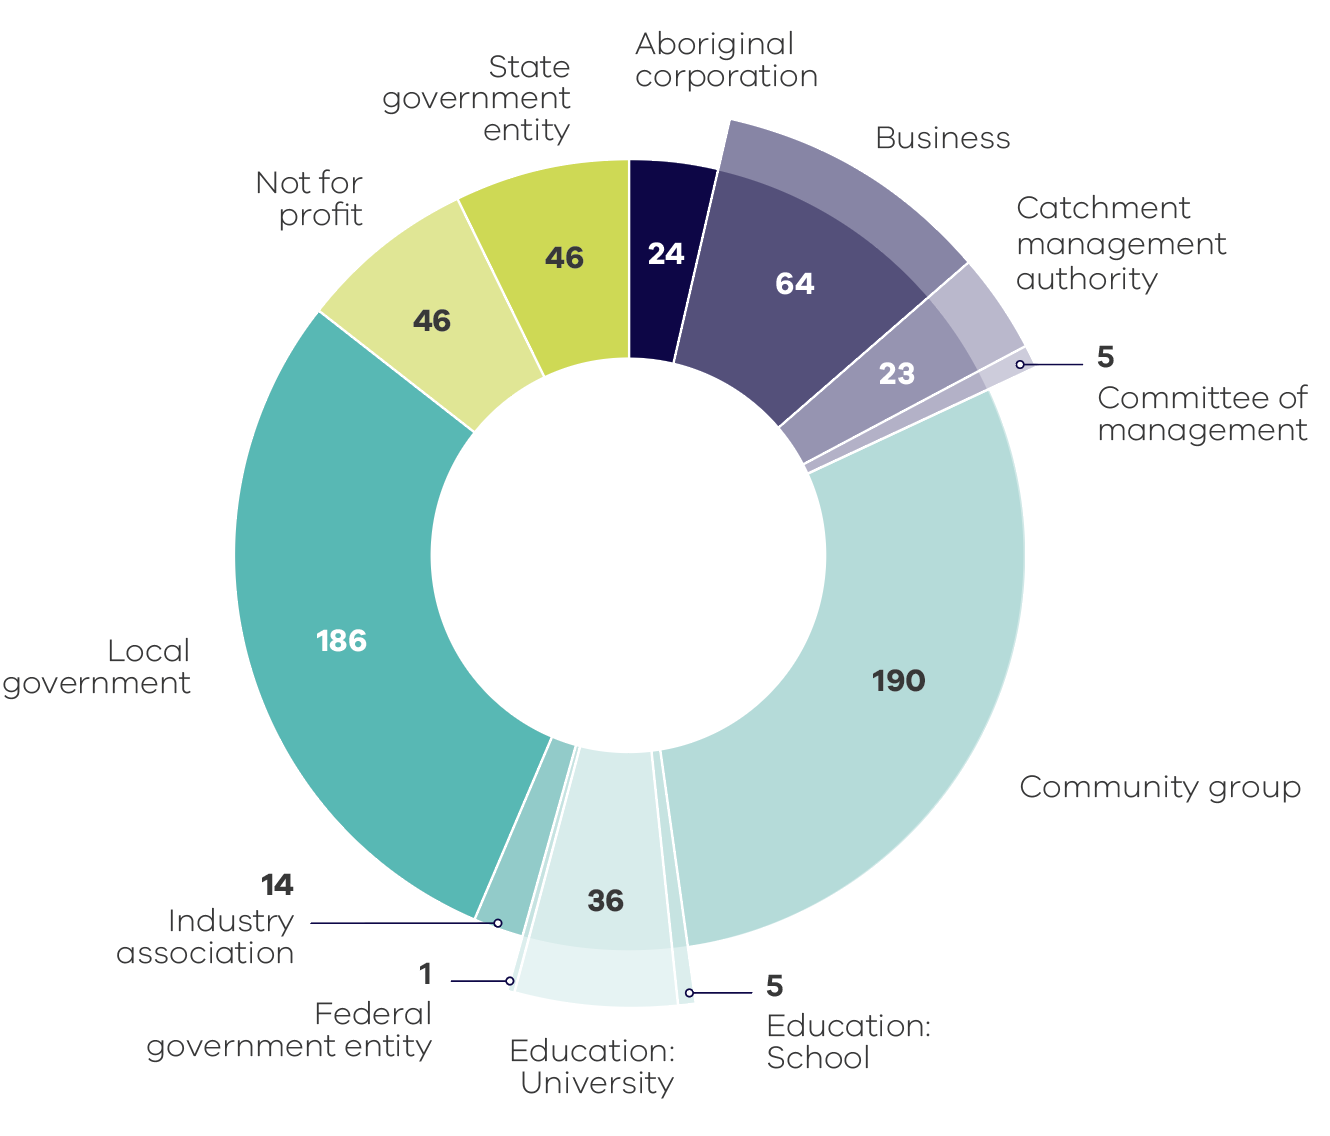 Aboriginal
corporation
24
Business
64
Catchment
management
authority
23
5
Committee of
management
190
Community group
5
Education:
School
36
Education:
University
1
Federal
government entity
14
Industry
association
186
Local
government
46
Not for
profit
46
State
government
entity